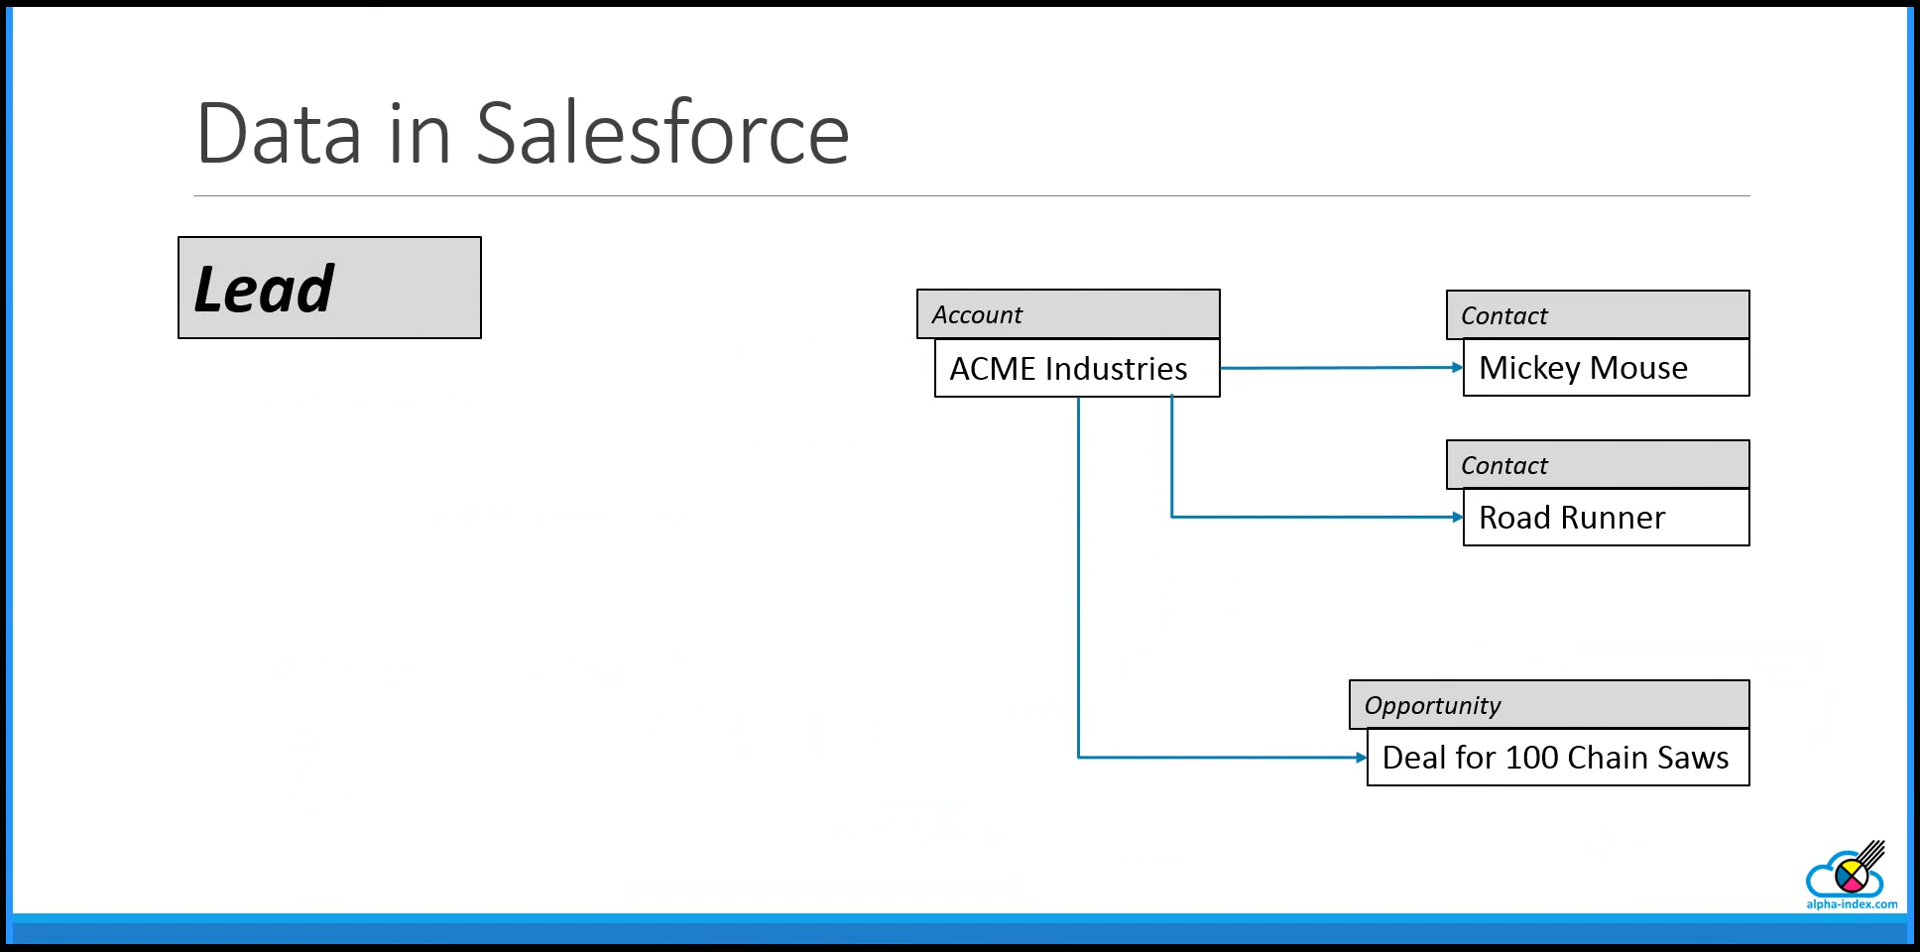 Data in Salesforce
Lead
Account
ACME Industries
Contact
Mickey Mouse
Contact
Road Runner
Opportunity
Deal for 100 Chain Saws
alpha-index.com